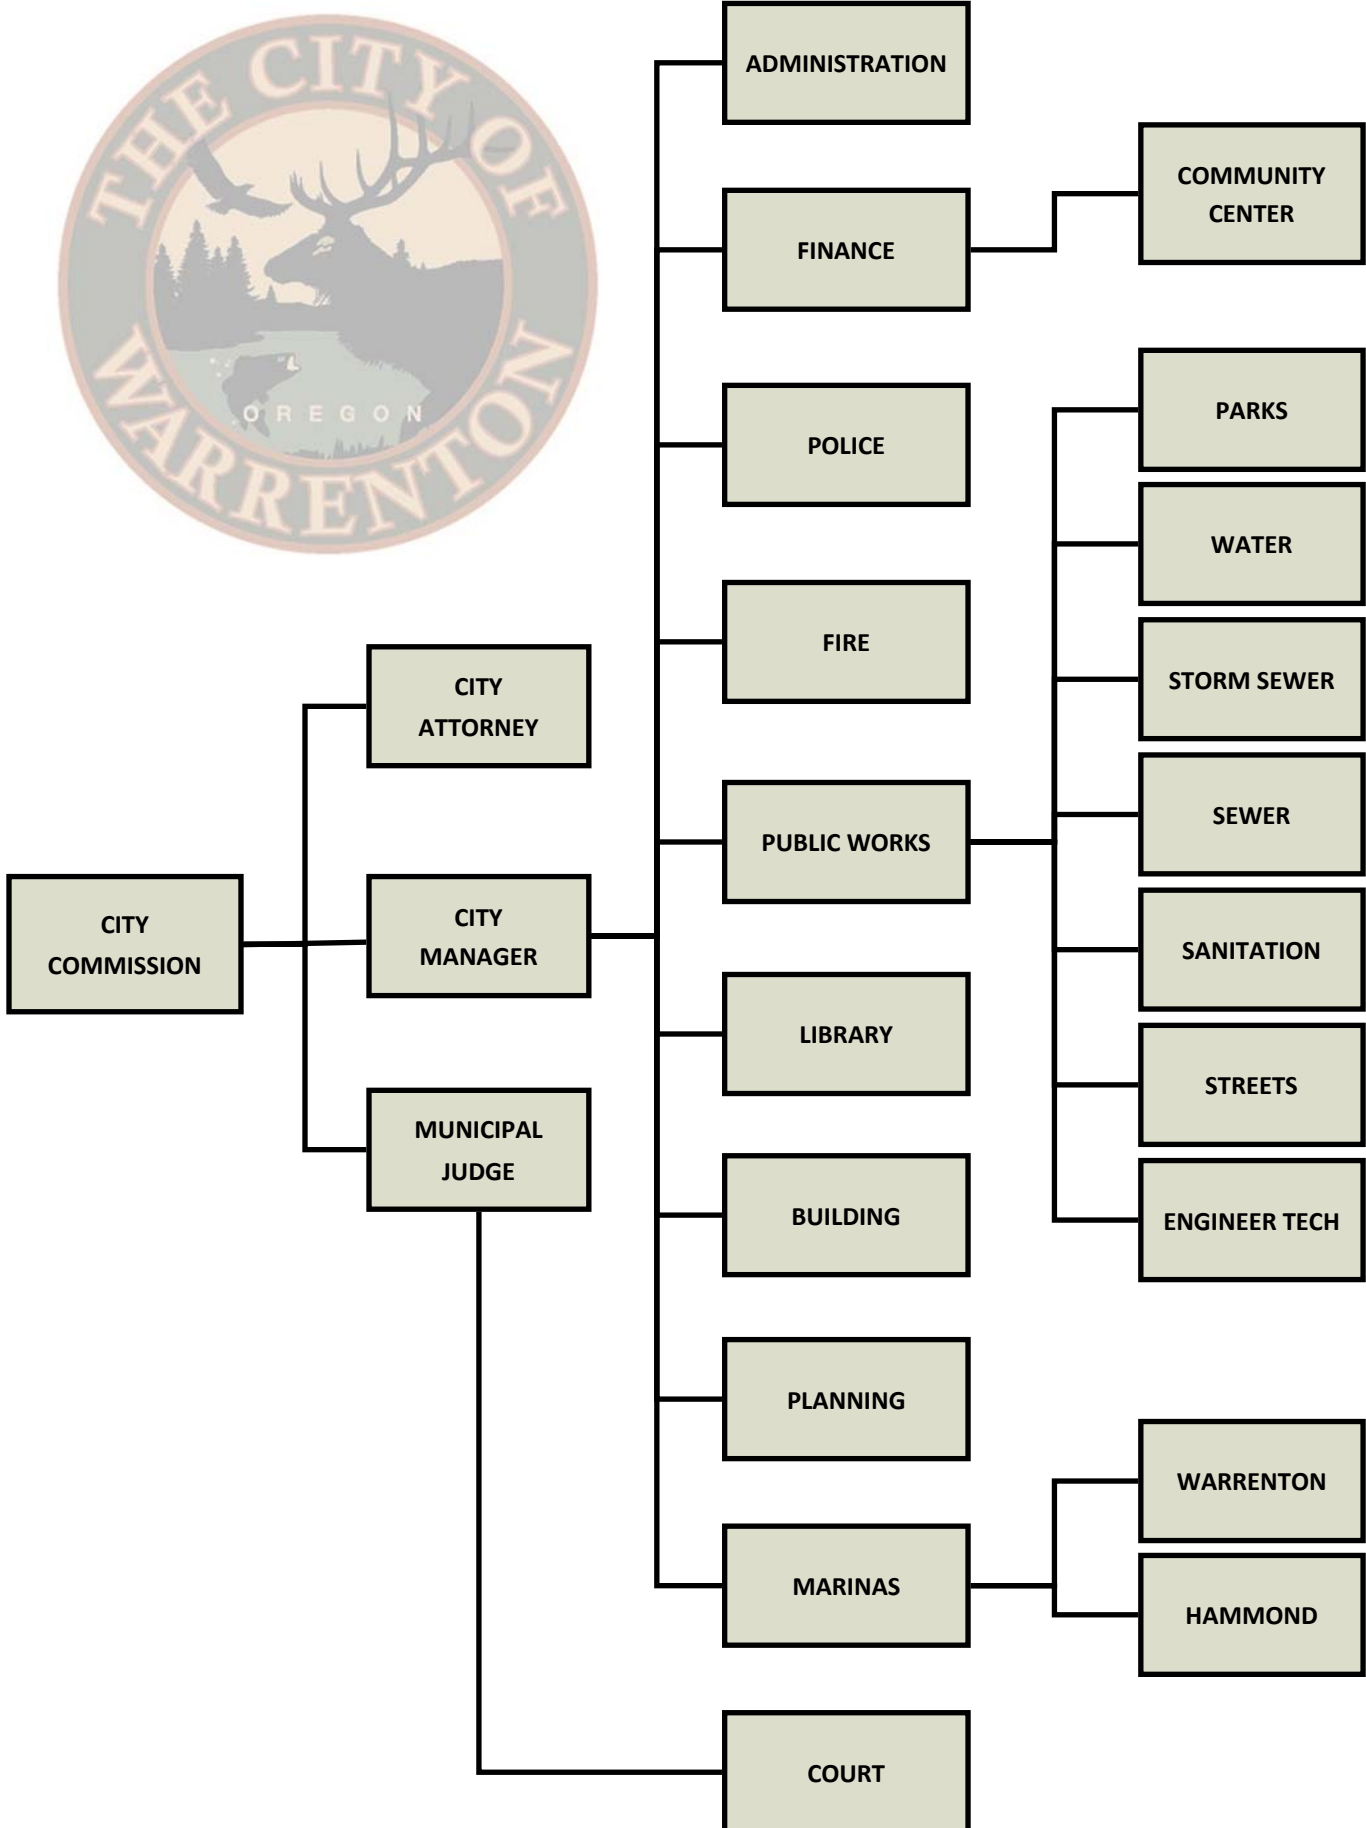 THE CITY OF
WARRENTON
OREGON
ADMINISTRATION
FINANCE
COMMUNITY
CENTER
POLICE
PARKS
WATER
FIRE
STORM SEWER
CITY
ATTORNEY
PUBLIC WORKS
SEWER
CITY
COMMISSION
CITY
MANAGER
SANITATION
LIBRARY
STREETS
MUNICIPAL
JUDGE
BUILDING
ENGINEER TECH
PLANNING
WARRENTON
MARINAS
HAMMOND
COURT